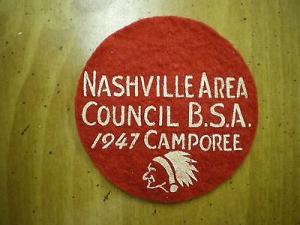 NASHVILLE AREA
COUNCIL B.S.A.
1947 CAMPOREE